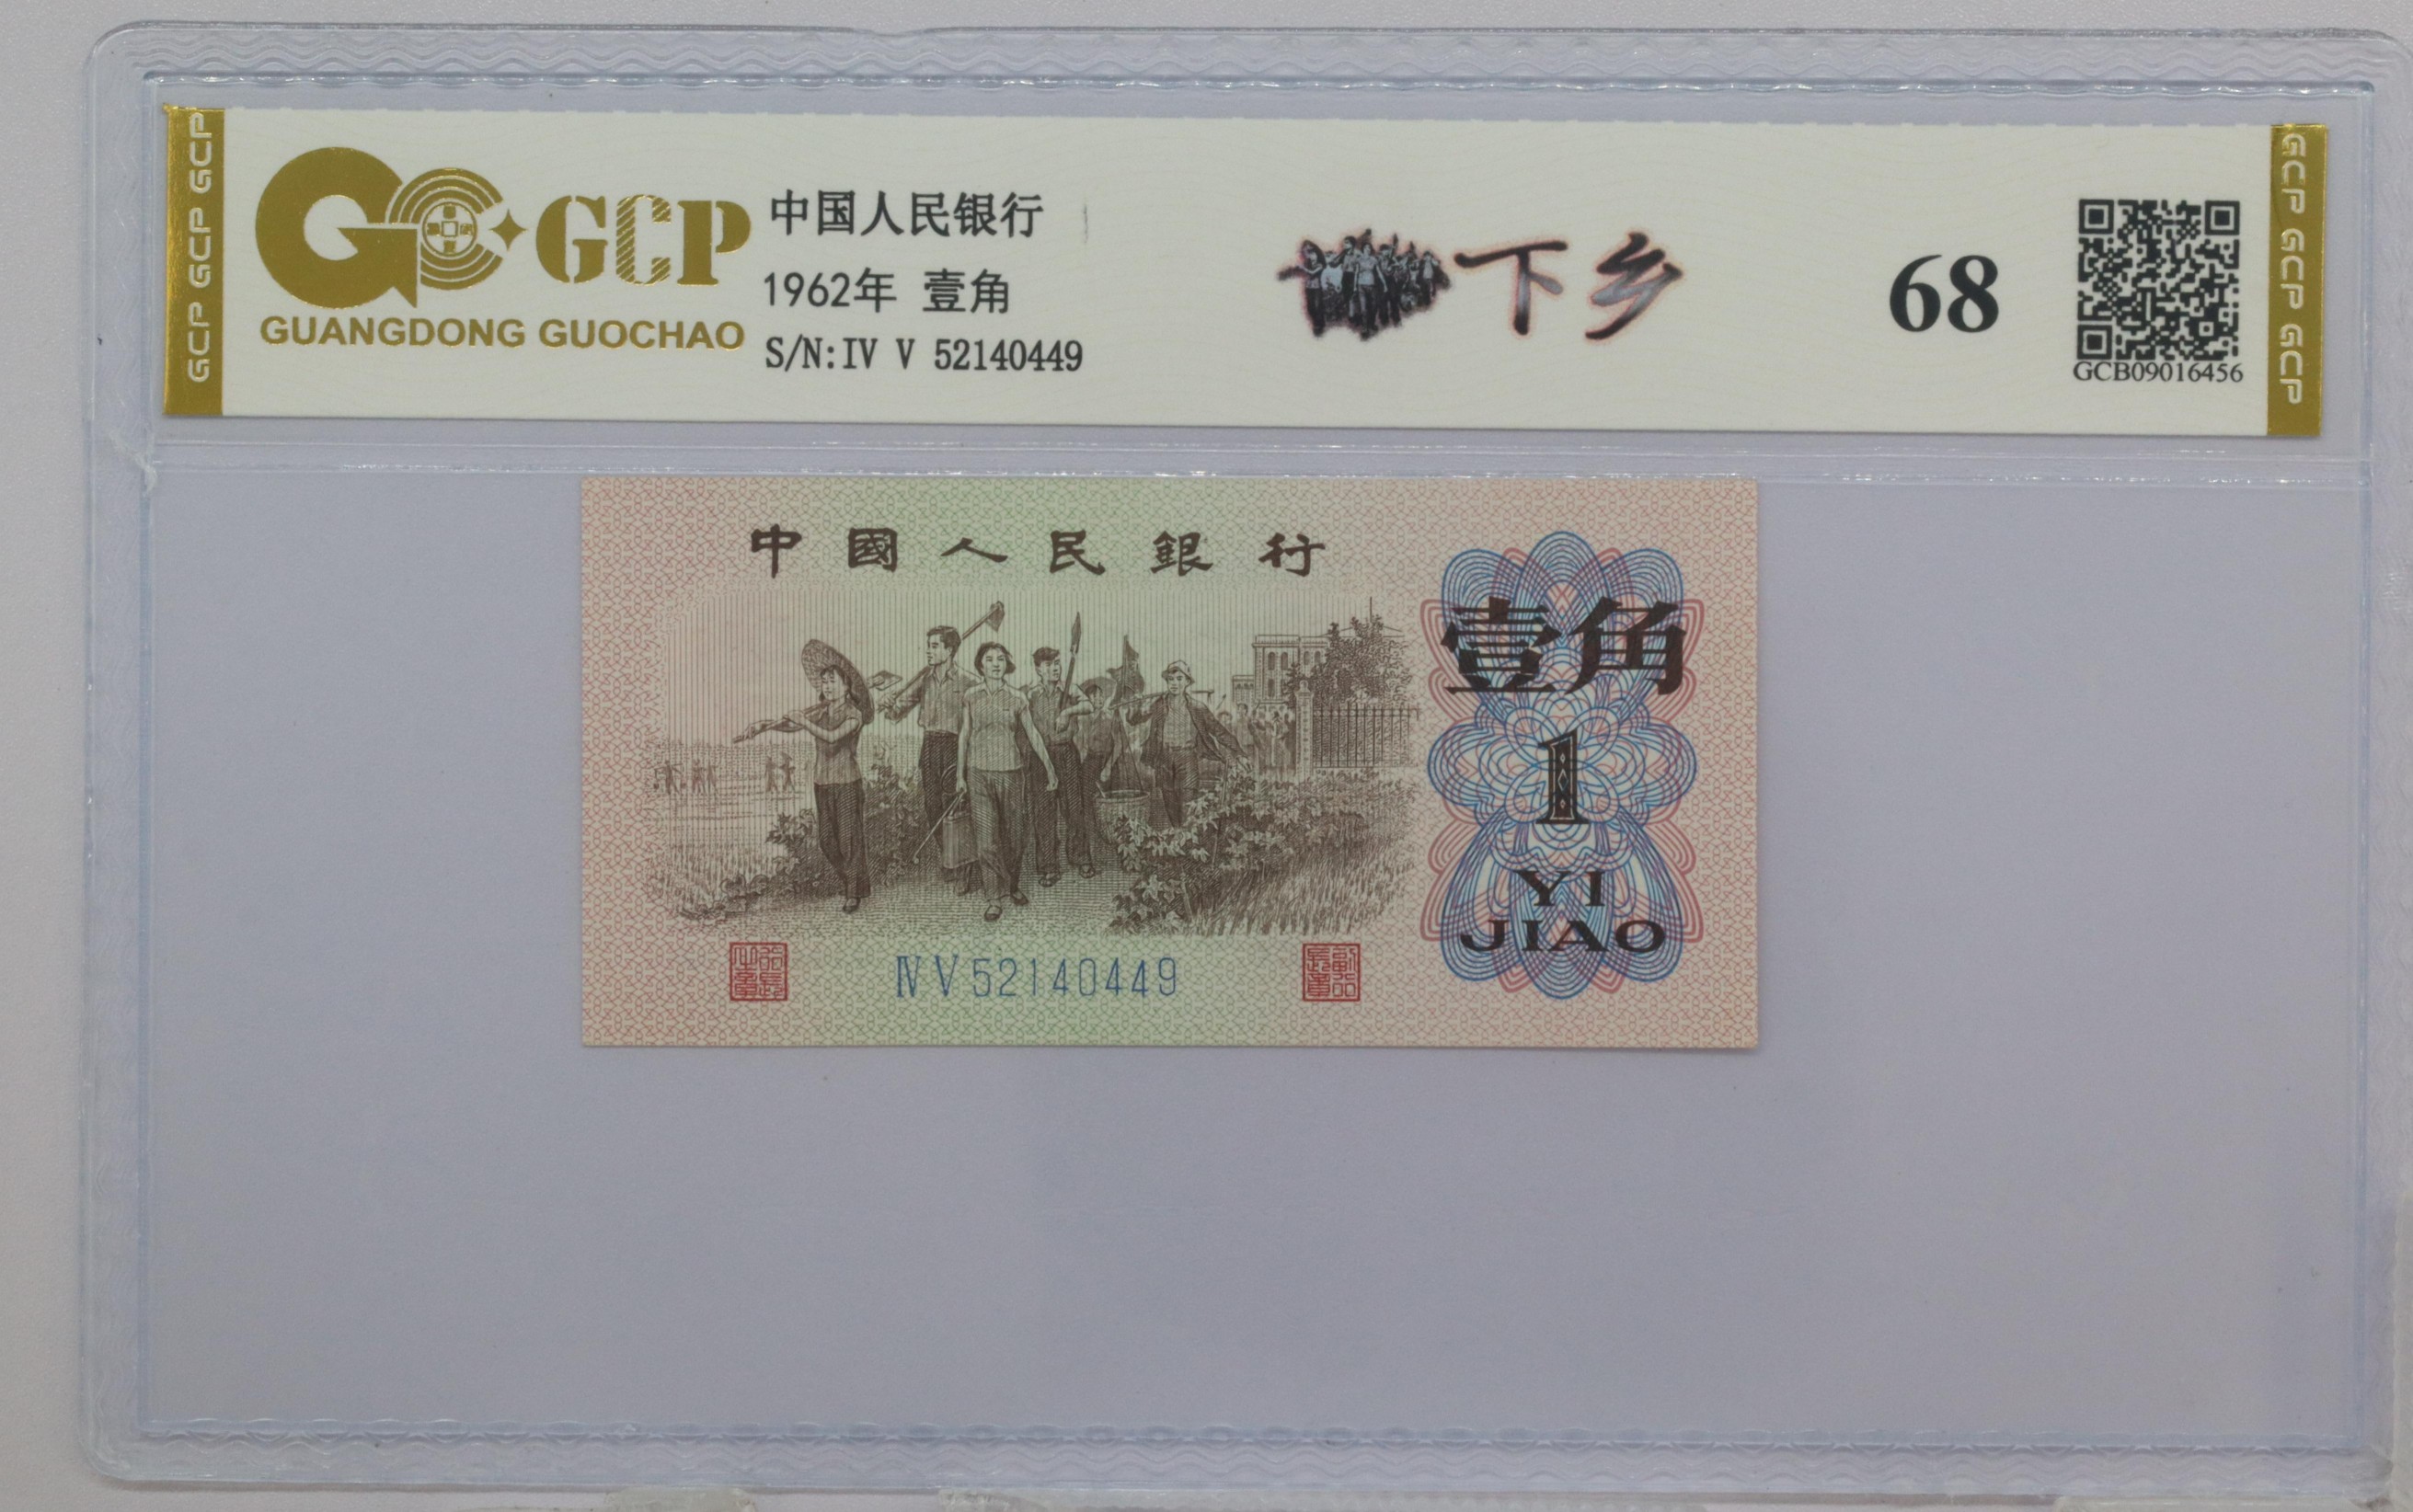 GCP GCP GCP
GCP
GUANGDONG GUOCHAO
中国人民银行
1962年 壹角
S/N:IV V 52140449
下乡
68
GCB09016456
GCP GCP GCP
中國人民銀行
壹角
1
YI
JIAO
ⅣⅤ52140449